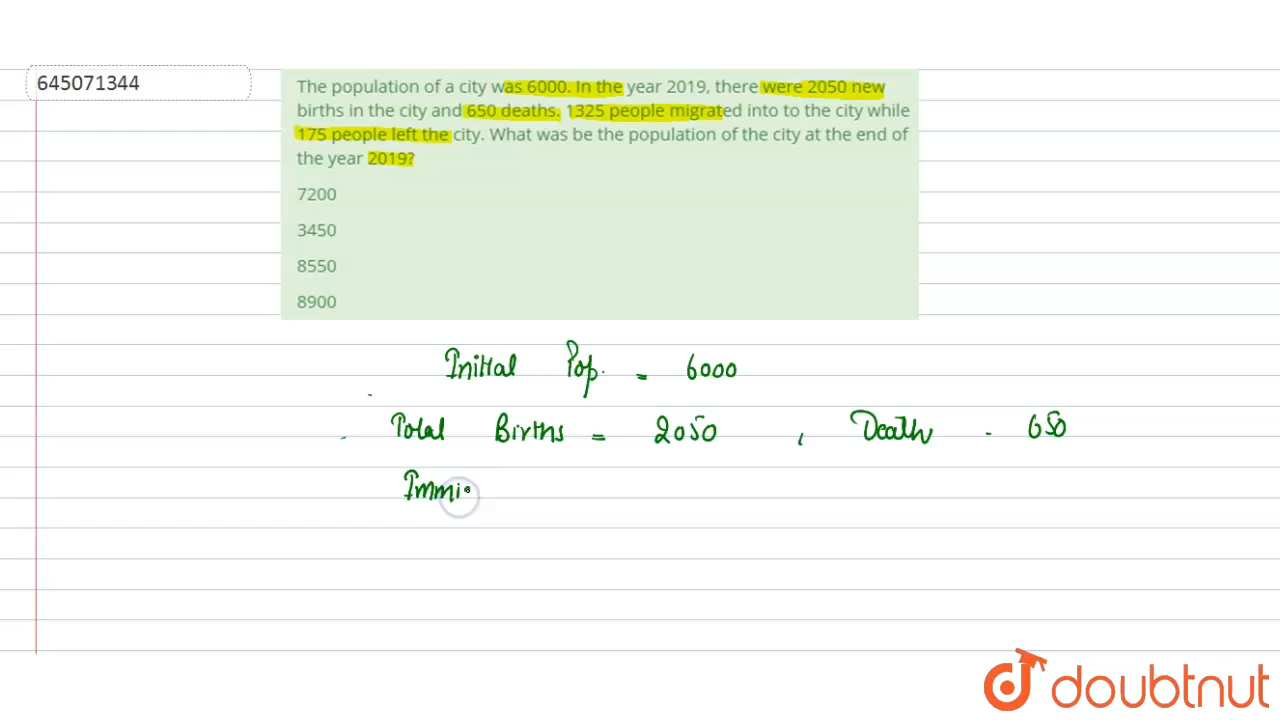 645071344
The population of a city was 6000. In the year 2019, there were 2050 new
births in the city and 650 deaths. 1325 people migrated into to the city while
175 people left the city. What was be the population of the city at the end of
the year 2019?
7200
3450
8550
8900
Initial Pop. = 6000
Total Births = 2050 , Death - 650
Immi
doubtnut